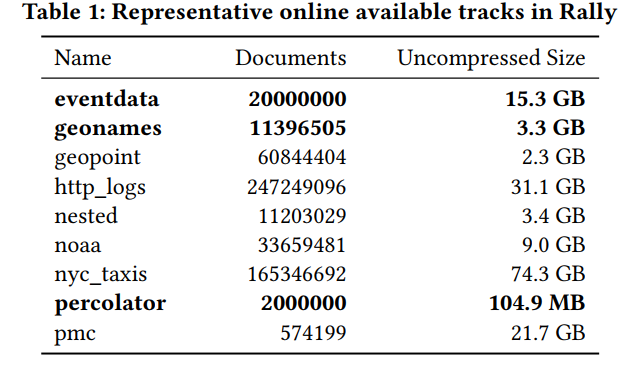 Table 1: Representative online available tracks in Rally
Name Documents Uncompressed Size
eventdata 20000000 15.3 GB
geonames 11396505 3.3 GB
geopoint 60844404 2.3 GB
http_logs 247249096 31.1 GB
nested 11203029 3.4 GB
noaa 33659481 9.0 GB
nyc_taxis 165346692 74.3 GB
percolator 2000000 104.9 MB
pmc 574199 21.7 GB